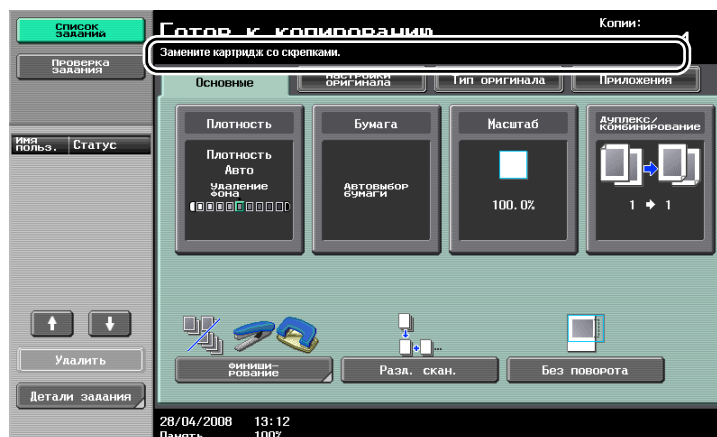 Список
заданий
Проверка
задания
Имя
польз.
Статус
Удалить
Детали задания
Готов к копированию
Копии:
1
Замените картридж со скрепками.
Основные
Настройки
оригинала
Тип оригинала
Приложения
Плотность
Плотность
Авто
Удаление
фона
Бумага
Автовыбор
бумаги
Масштаб
100.0%
Дуплекс/
комбинирование
1 → 1
Финиши-
рование
Разд. скан.
Без поворота
28/04/2008 13:12
Память 100%